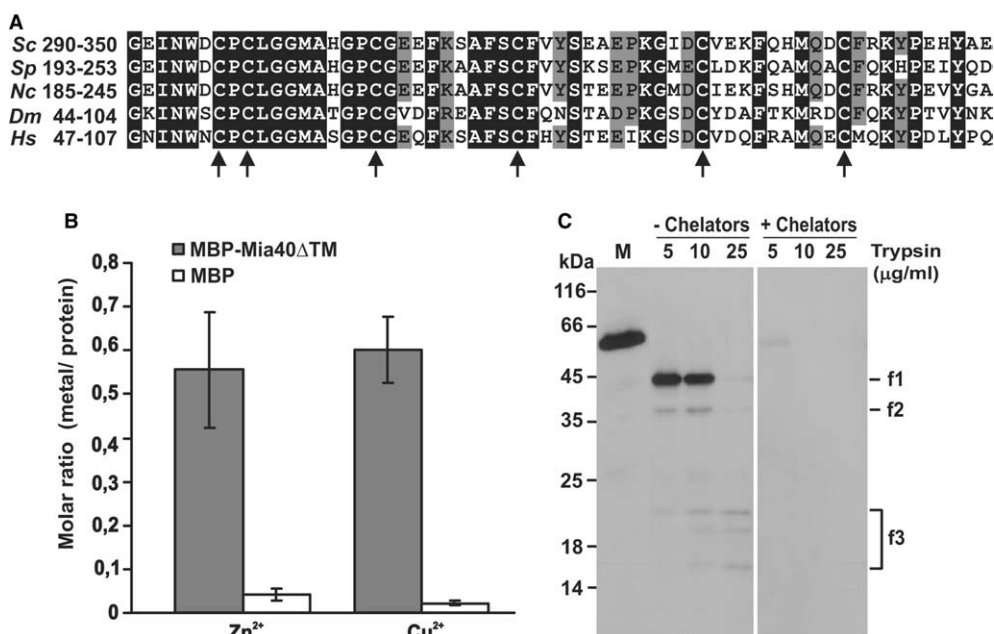 A
Sc 290-350 GEINWDCPCLGGMAHGPCGEEFKSAFSCFVYSEAEPKGIDCVEKFQHMQDCFRKYPEHYAE
Sp 193-253 GEINWDCPCLGGMAHGPCGEEFKAAFSCFVYSKSEPKGMECLDKFQAMQACFQKHPEIYQD
Nc 185-245 GEINWDCPCLGGMAHGPCGEEFKAAFSCFVYSTEEPKGMDCIEKFSHMQDCFRKYPEVYGA
Dm 44-104 GKINWSCPCLGGMATGPCGVDFREAFSCFQNSTADPKGYDCYDAFTKMRDCFQKYPTVYNK
Hs 47-107 GNINWNCPCLGGMASGPCGEQFKSAFSCFHYSTEEIKGSDCVDQFRAMQECMQKYPDLYPQ
B
MBP-Mia40ΔTM
MBP
Molar ratio (metal/ protein)
0,8
0,7
0,6
0,5
0,4
0,3
0,2
0,1
0
Zn²⁺ Cu²⁺
C
- Chelators + Chelators
kDa M 5 10 25 5 10 25 Trypsin
(µg/ml)
116
66
45
35
25
18
14
f1
f2
f3